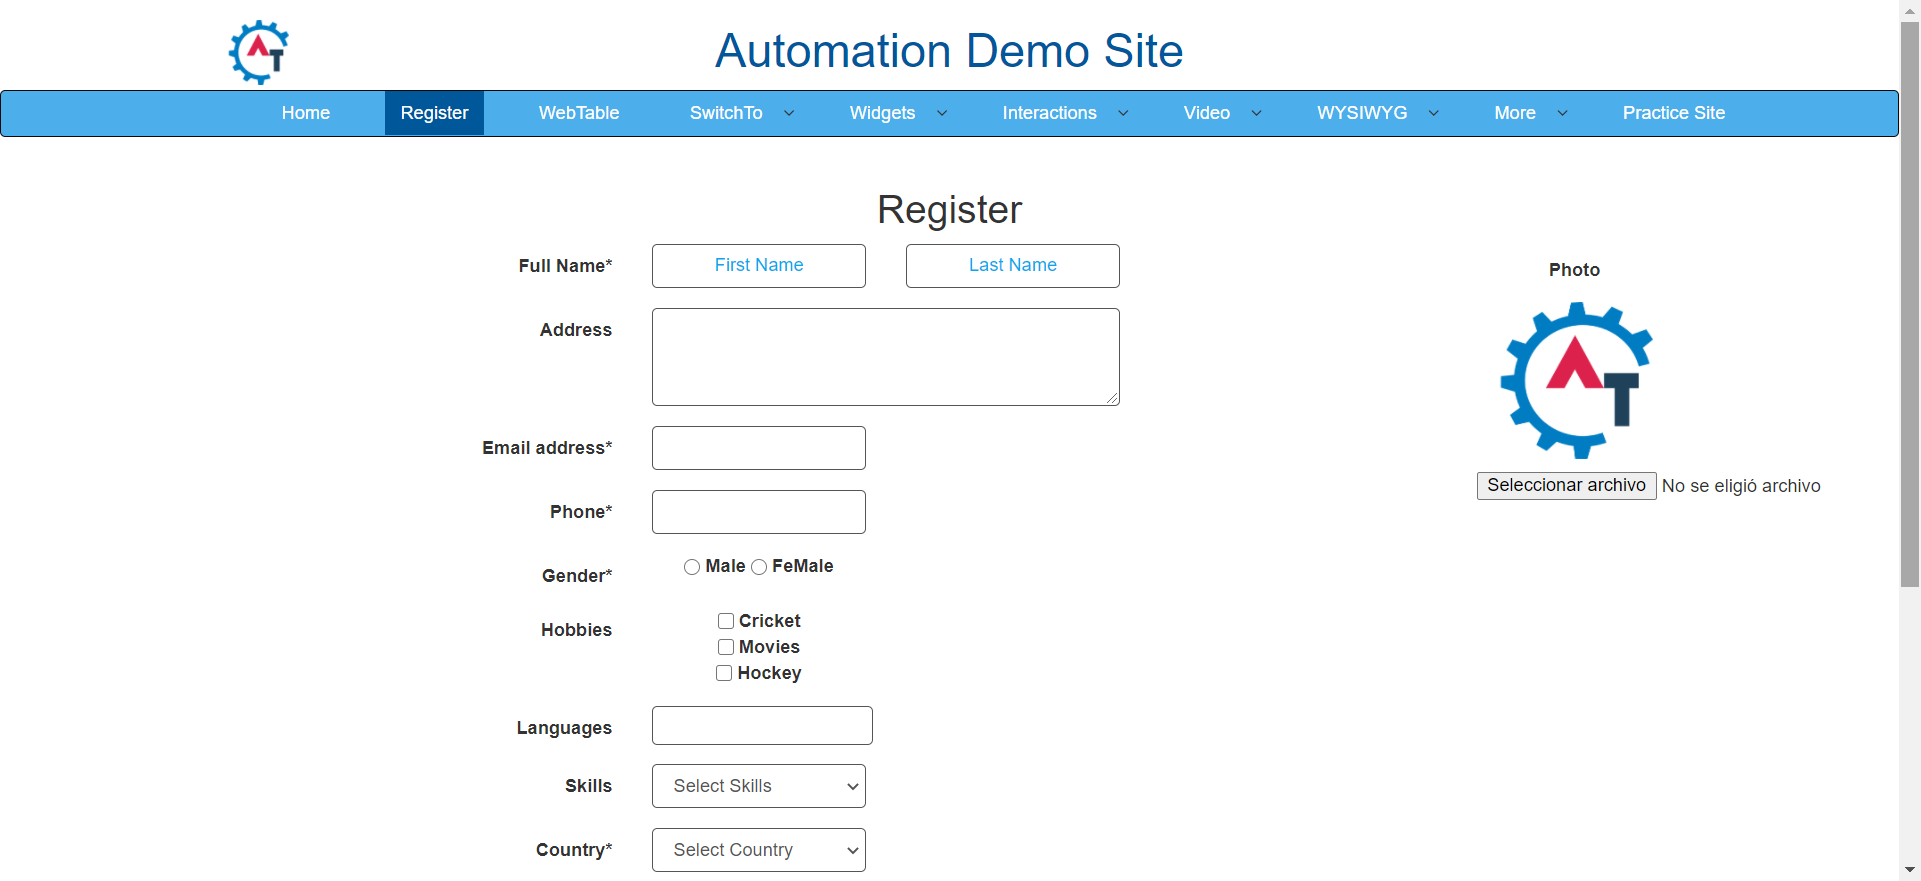 AT
Automation Demo Site
Home Register WebTable SwitchTo Widgets Interactions Video WYSIWYG More Practice Site
Register
Full Name* First Name Last Name
Photo
Address
AT
Email address*
Seleccionar archivo No se eligió archivo
Phone*
Gender* Male FeMale
Hobbies Cricket
Movies
Hockey
Languages
Skills Select Skills
Country* Select Country